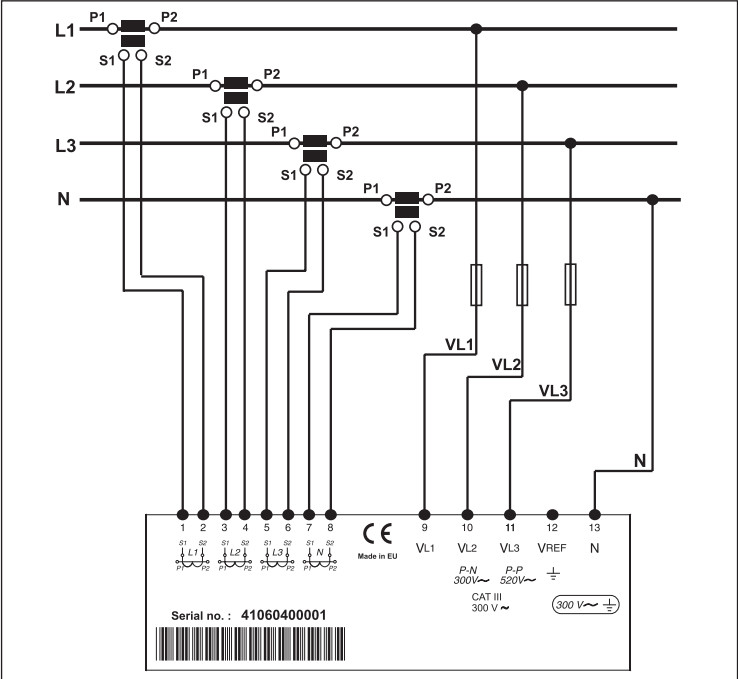 L1 P1 P2
S1 S2
L2 P1 P2
S1 S2
L3 P1 P2
S1 S2
N P1 P2
S1 S2
VL1
VL2
VL3
N
1 2 3 4 5 6 7 8 9 10 11 12 13
S1 S2 S1 S2 S1 S2 S1 S2
L1 L2 L3 N
P1 P2 P1 P2 P1 P2 P1 P2
CE
Made in EU
VL1 VL2 VL3 VREF N
P-N P-P
300V~ 520V~
CAT III
300 V ~
300 V~
Serial no. : 41060400001